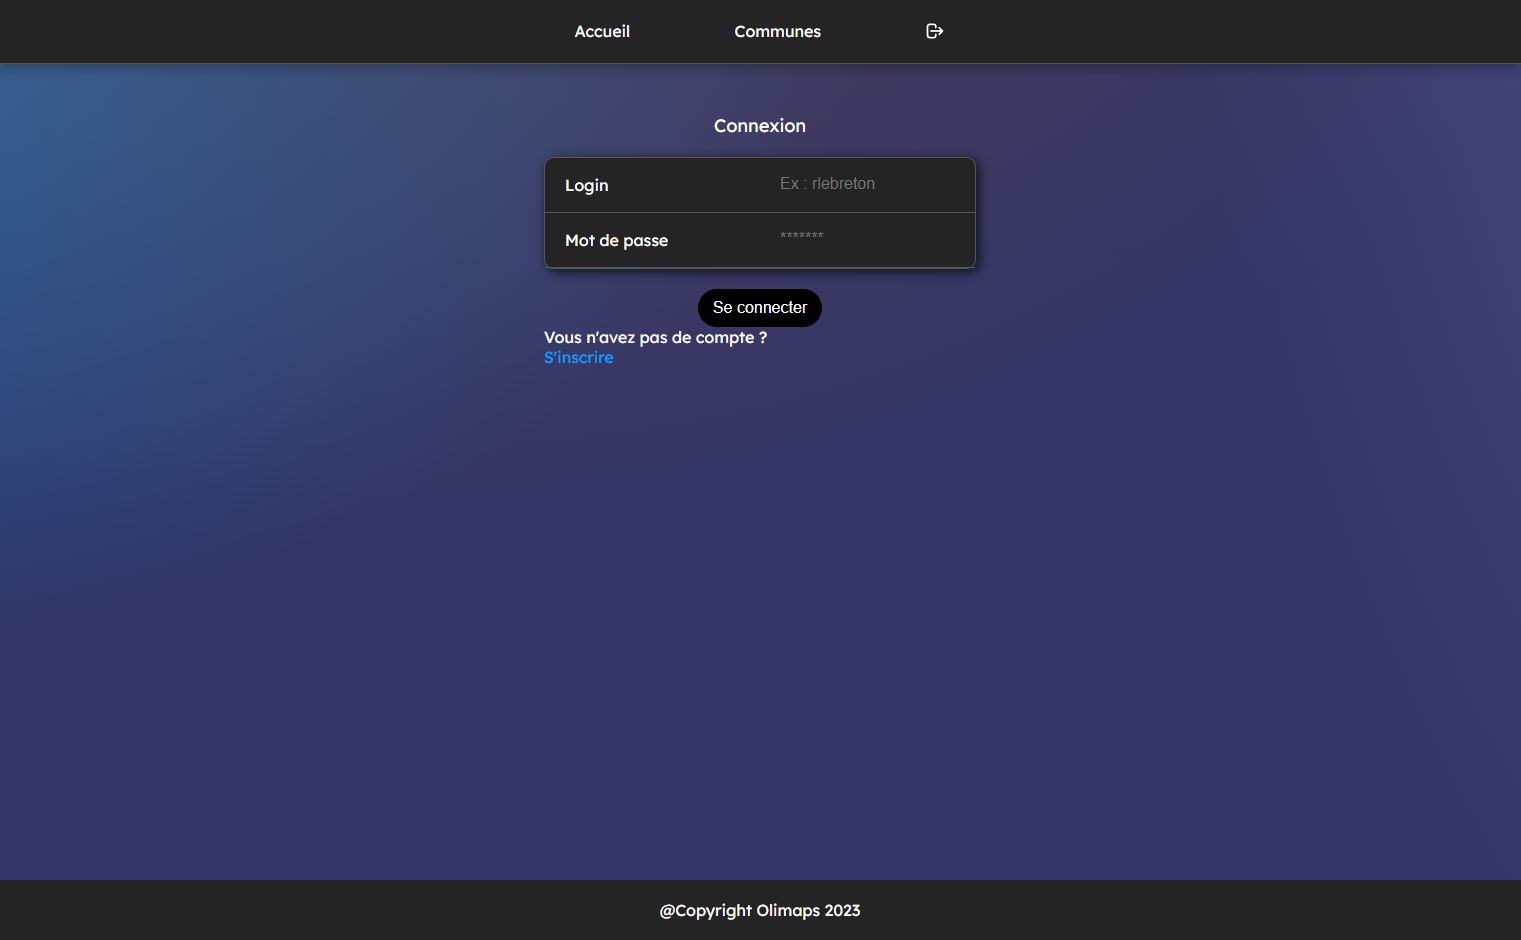 Accueil Communes
Connexion
Login Ex : rlebreton
Mot de passe *******
Se connecter
Vous n'avez pas de compte ?
S'inscrire
@Copyright Olimaps 2023